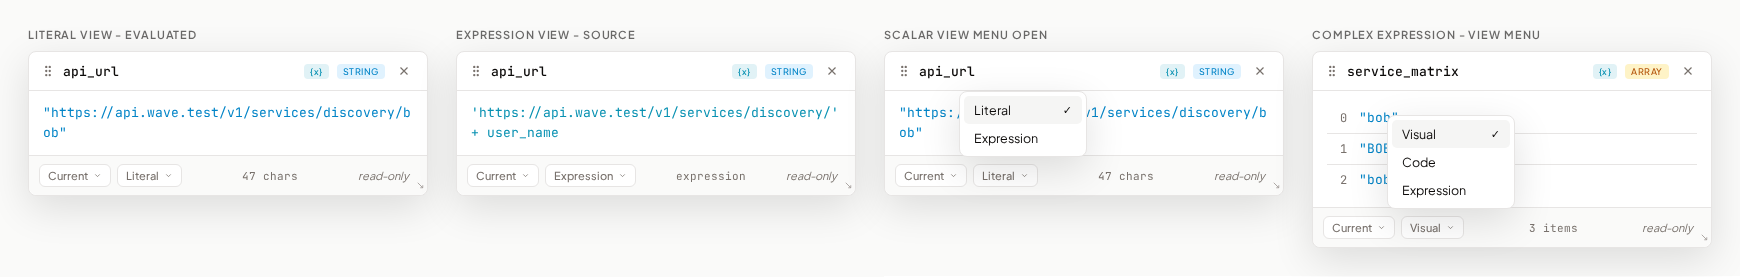 LITERAL VIEW – EVALUATED
api_url
{x} STRING ×
"https://api.wave.test/v1/services/discovery/b
ob"
Current Literal 47 chars read-only
EXPRESSION VIEW – SOURCE
api_url
{x} STRING ×
'https://api.wave.test/v1/services/discovery/'
+ user_name
Current Expression expression read-only
SCALAR VIEW MENU OPEN
api_url
{x} STRING ×
"https:/
v1/services/discovery/b
ob"
Literal ✓
Expression
Current Literal 47 chars read-only
COMPLEX EXPRESSION – VIEW MENU
service_matrix
{x} ARRAY ×
0 "bob"
1 "BOB
2 "bob
Visual ✓
Code
Expression
Current Visual 3 items read-only